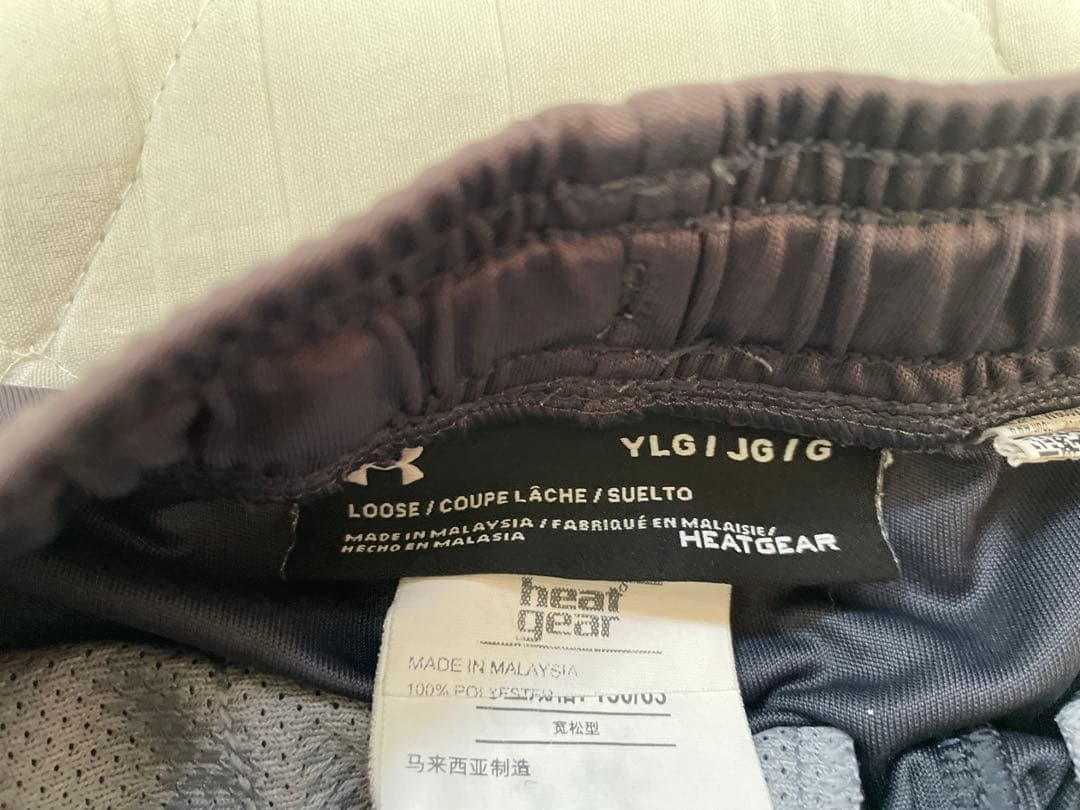 YLG / JG / G
LOOSE / COUPE LÂCHE / SUELTO
MADE IN MALAYSIA / FABRIQUÉ EN MALAISIE/
HECHO EN MALASIA
HEATGEAR
heat
gear
MADE IN MALAYSIA
100% POLYESTER
宽松型
马来西亚制造